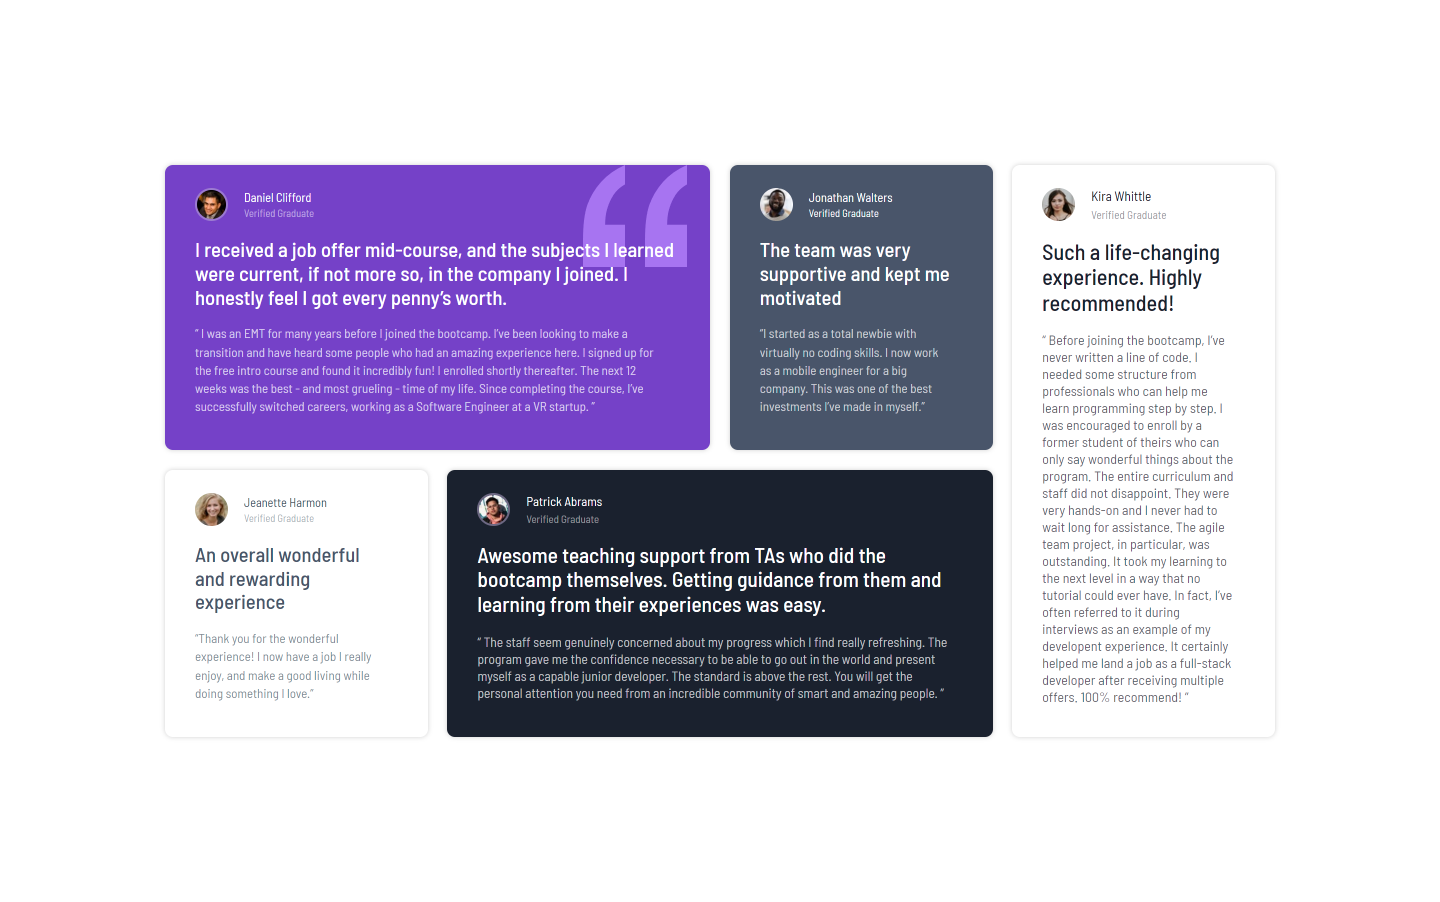 Daniel Clifford
Verified Graduate
I received a job offer mid-course, and the subjects I learned
were current, if not more so, in the company I joined. I
honestly feel I got every penny’s worth.
“ I was an EMT for many years before I joined the bootcamp. I’ve been looking to make a
transition and have heard some people who had an amazing experience here. I signed up for
the free intro course and found it incredibly fun! I enrolled shortly thereafter. The next 12
weeks was the best - and most grueling - time of my life. Since completing the course, I’ve
successfully switched careers, working as a Software Engineer at a VR startup. ”
Jonathan Walters
Verified Graduate
The team was very
supportive and kept me
motivated
“I started as a total newbie with
virtually no coding skills. I now work
as a mobile engineer for a big
company. This was one of the best
investments I’ve made in myself.”
Kira Whittle
Verified Graduate
Such a life-changing
experience. Highly
recommended!
“ Before joining the bootcamp, I’ve
never written a line of code. I
needed some structure from
professionals who can help me
learn programming step by step. I
was encouraged to enroll by a
former student of theirs who can
only say wonderful things about the
program. The entire curriculum and
staff did not disappoint. They were
very hands-on and I never had to
wait long for assistance. The agile
team project, in particular, was
outstanding. It took my learning to
the next level in a way that no
tutorial could ever have. In fact, I’ve
often referred to it during
interviews as an example of my
developent experience. It certainly
helped me land a job as a full-stack
developer after receiving multiple
offers. 100% recommend! “
Jeanette Harmon
Verified Graduate
An overall wonderful
and rewarding
experience
“Thank you for the wonderful
experience! I now have a job I really
enjoy, and make a good living while
doing something I love.”
Patrick Abrams
Verified Graduate
Awesome teaching support from TAs who did the
bootcamp themselves. Getting guidance from them and
learning from their experiences was easy.
“ The staff seem genuinely concerned about my progress which I find really refreshing. The
program gave me the confidence necessary to be able to go out in the world and present
myself as a capable junior developer. The standard is above the rest. You will get the
personal attention you need from an incredible community of smart and amazing people. “